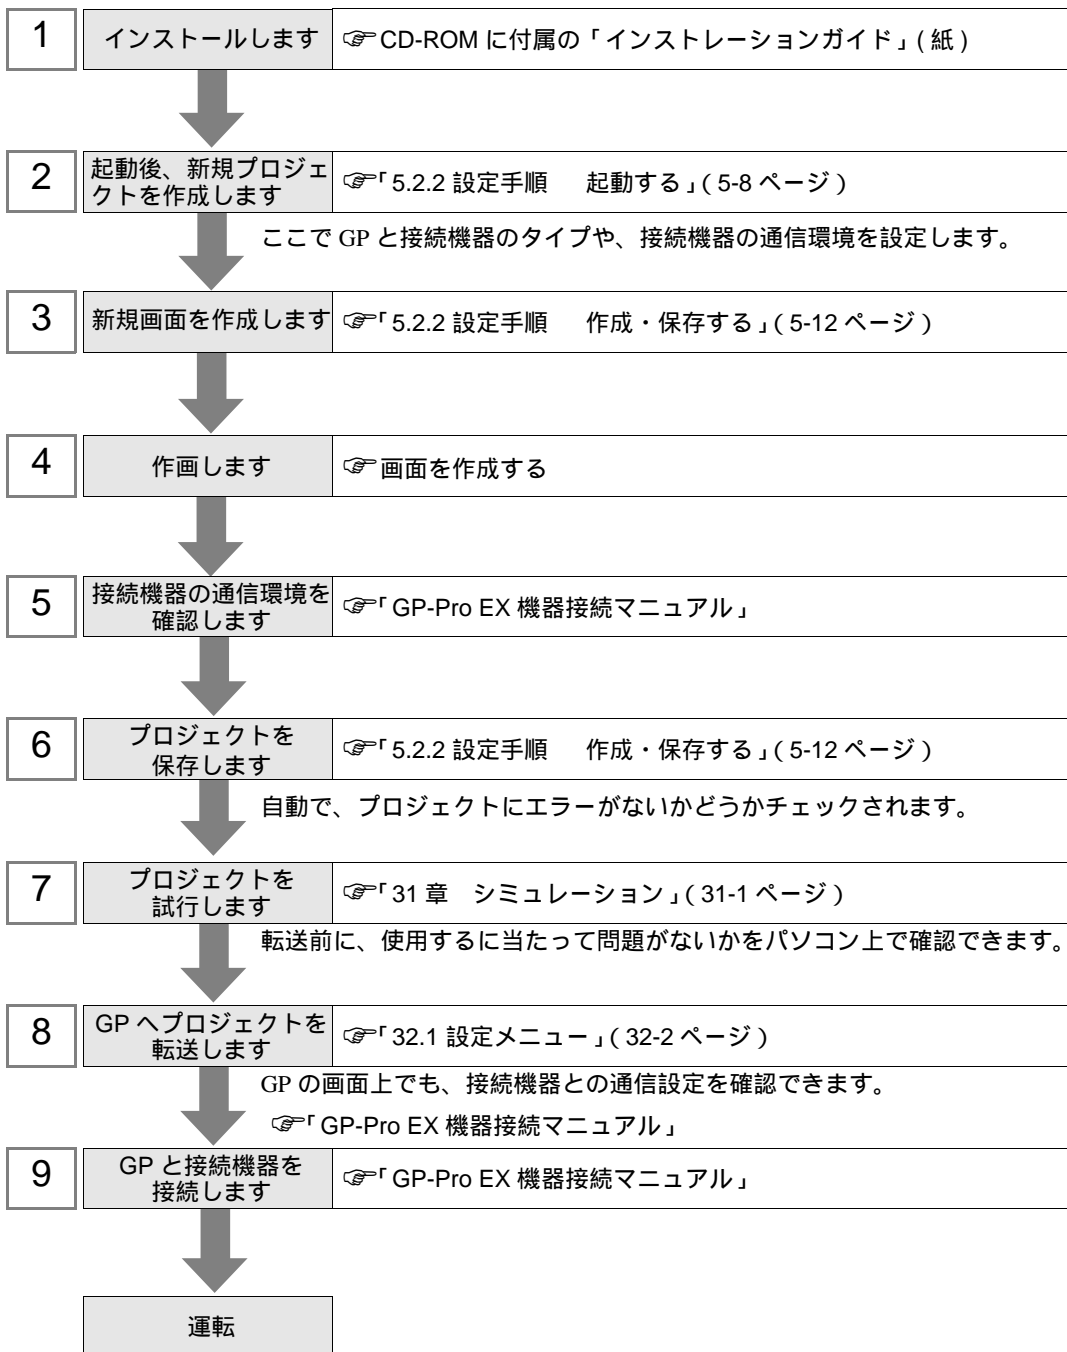 1
インストールします
☞CD-ROM に付属の「インストレーションガイド」( 紙 )
2
起動後、新規プロジェ
クトを作成します
☞「5.2.2 設定手順　起動する」( 5-8 ページ )
ここで GP と接続機器のタイプや、接続機器の通信環境を設定します。
3
新規画面を作成します
☞「5.2.2 設定手順　作成・保存する」( 5-12 ページ )
4
作画します
☞画面を作成する
5
接続機器の通信環境を
確認します
☞「GP-Pro EX 機器接続マニュアル」
6
プロジェクトを
保存します
☞「5.2.2 設定手順　作成・保存する」( 5-12 ページ )
自動で、プロジェクトにエラーがないかどうかチェックされます。
7
プロジェクトを
試行します
☞「31 章　シミュレーション」( 31-1 ページ )
転送前に、使用するに当たって問題がないかをパソコン上で確認できます。
8
GP へプロジェクトを
転送します
☞「32.1 設定メニュー」( 32-2 ページ )
GP の画面上でも、接続機器との通信設定を確認できます。
☞「GP-Pro EX 機器接続マニュアル」
9
GP と接続機器を
接続します
☞「GP-Pro EX 機器接続マニュアル」
運転